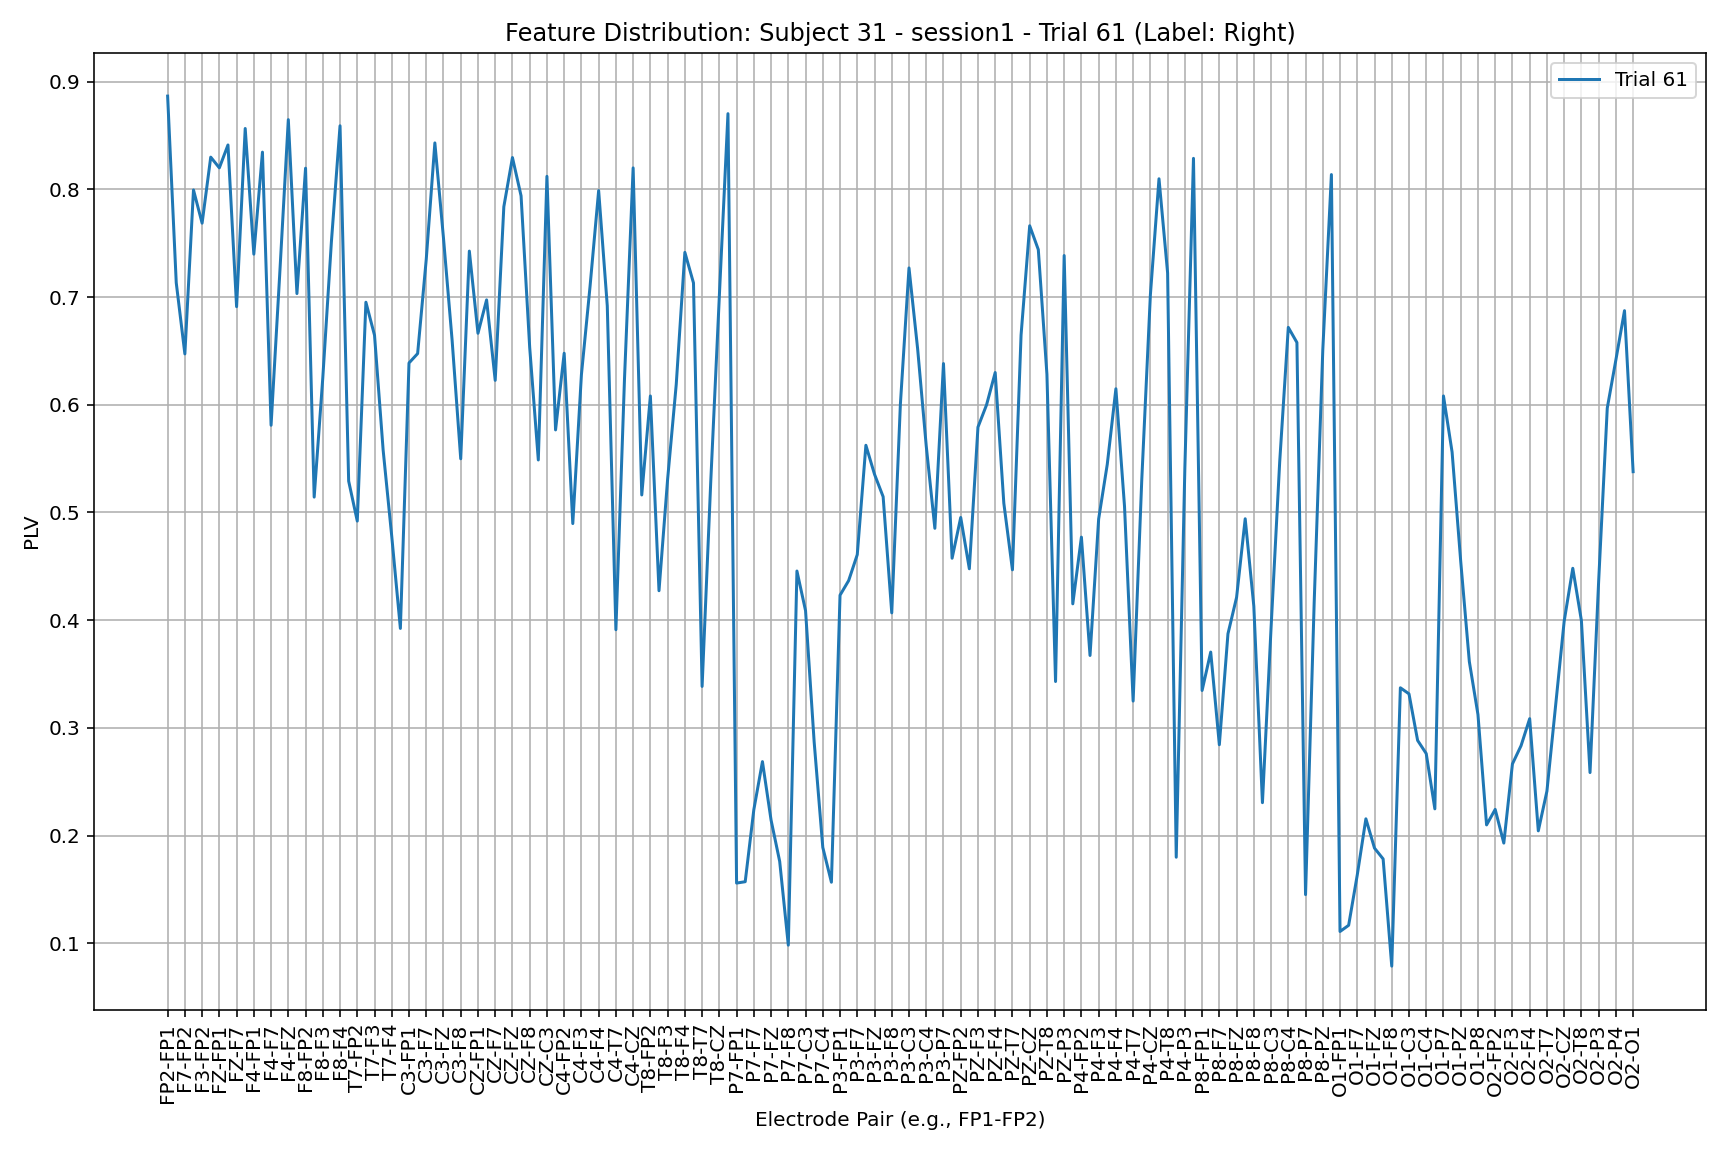 Feature Distribution: Subject 31 - session1 - Trial 61 (Label: Right)
Trial 61
0.9
0.8
0.7
0.6
0.5
0.4
0.3
0.2
0.1
PLV
FP2-FP1
F7-FP2
F3-FP2
FZ-FP1
FZ-F7
F4-FP1
F4-F7
F4-FZ
F8-FP2
F8-F3
F8-F4
T7-FP2
T7-F3
T7-F4
C3-FP1
C3-F7
C3-FZ
C3-F8
CZ-FP1
CZ-F7
CZ-FZ
CZ-F8
CZ-C3
C4-FP2
C4-F3
C4-F4
C4-T7
C4-CZ
T8-FP2
T8-F3
T8-F4
T8-T7
T8-CZ
P7-FP1
P7-F7
P7-FZ
P7-F8
P7-C3
P7-C4
P3-FP1
P3-F7
P3-FZ
P3-F8
P3-C3
P3-C4
P3-P7
PZ-FP2
PZ-F3
PZ-F4
PZ-T7
PZ-CZ
PZ-T8
PZ-P3
P4-FP2
P4-F3
P4-F4
P4-T7
P4-CZ
P4-T8
P4-P3
P8-FP1
P8-F7
P8-FZ
P8-F8
P8-C3
P8-C4
P8-P7
P8-PZ
O1-FP1
O1-F7
O1-FZ
O1-F8
O1-C3
O1-C4
O1-P7
O1-PZ
O1-P8
O2-FP2
O2-F3
O2-F4
O2-T7
O2-CZ
O2-T8
O2-P3
O2-P4
O2-O1
Electrode Pair (e.g., FP1-FP2)